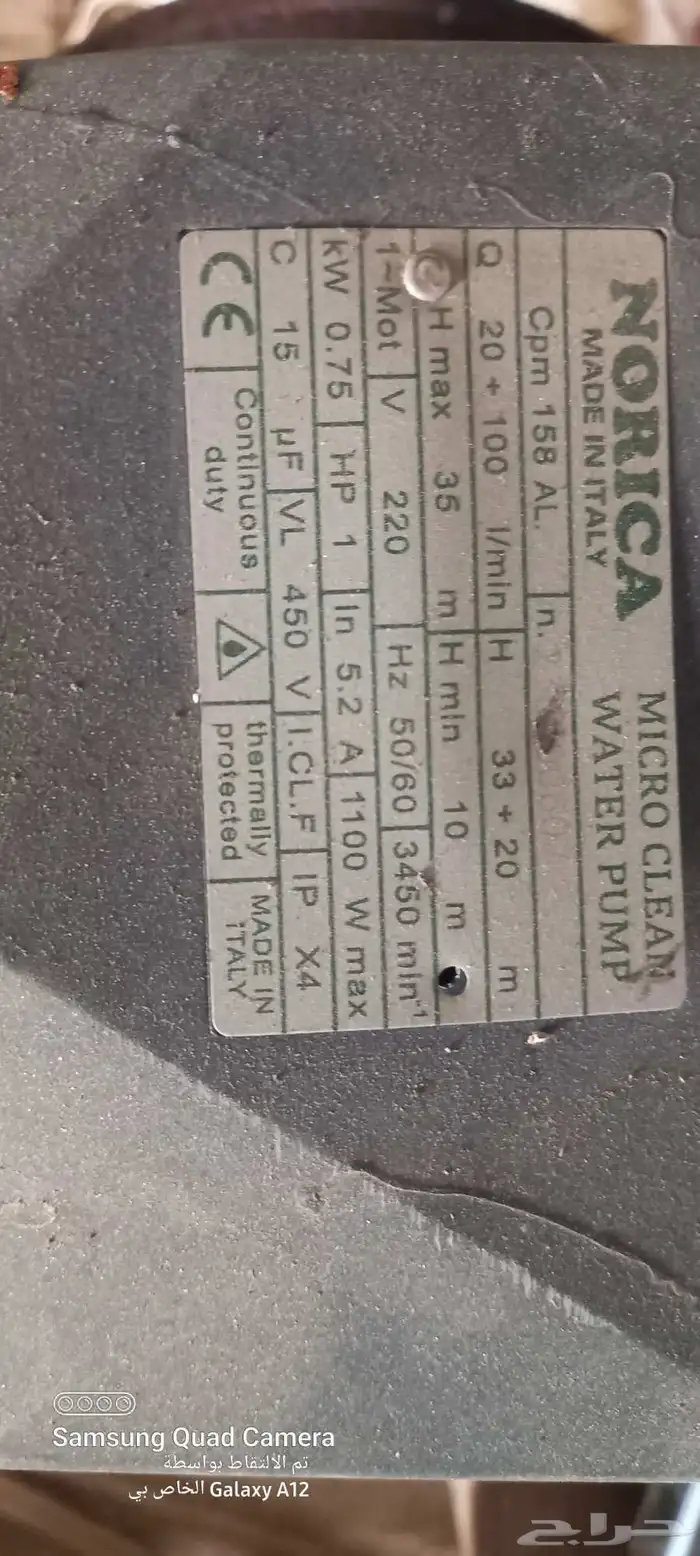 NORICA MICRO CLEAN
MADE IN ITALY WATER PUMP
Cpm 158 AL. n.
Q 20 ÷ 100 l/min H 33 ÷ 20 m
H max 35 m H min 10 m
1~Mot V 220 Hz 50/60 3450 min⁻¹
kW 0.75 HP 1 In 5.2 A 1100 W max
C 15 µF VL 450 V I.CL.F IP X4
CE Continuous duty thermally protected MADE IN iTALY
Samsung Quad Camera
تم الالتقاط بواسطة
Galaxy A12 الخاص بي
حراج